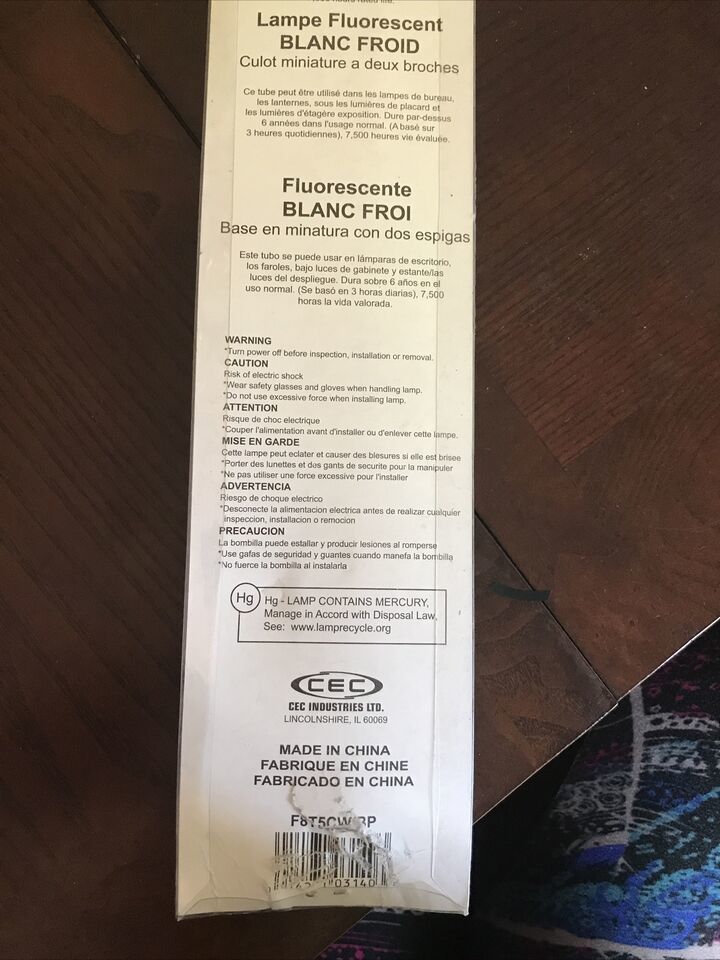 hours rated life.
Lampe Fluorescent
BLANC FROID
Culot miniature a deux broches
Ce tube peut être utilisé dans les lampes de bureau,
les lanternes, sous les lumières de placard et
les lumières d'étagère exposition. Dure par-dessus
6 années dans l'usage normal. (A basé sur
3 heures quotidiennes), 7,500 heures vie évaluée.
Fluorescente
BLANC FROI
Base en minatura con dos espigas
Este tubo se puede usar en lámparas de escritorio,
los faroles, bajo luces de gabinete y estante/las
luces del despliegue. Dura sobre 6 años en el
uso normal. (Se basó en 3 horas diarias), 7,500
horas la vida valorada.
WARNING
*Turn power off before inspection, installation or removal.
CAUTION
Risk of electric shock
*Wear safety glasses and gloves when handling lamp.
*Do not use excessive force when installing lamp.
ATTENTION
Risque de choc electrique
*Couper l'alimentation avant d'installer ou d'enlever cette lampe.
MISE EN GARDE
Cette lampe peut eclater et causer des blesures si elle est brisee
*Porter des lunettes et dos gants de securite pour la manipuler
*Ne pas utiliser une force excessive pour l'installer
ADVERTENCIA
Riesgo de choque electrico
*Desconecte la alimentacion electrica antes de realizar cualquier
inspeccion, installacion o remocion
PRECAUCION
La bombilla puede estallar y producir lesiones al romperse
*Use gafas de seguridad y guantes cuando manefa la bombilla
*No fuerce la bombilla al instalarla
Hg
Hg - LAMP CONTAINS MERCURY,
Manage in Accord with Disposal Law,
See: www.lamprecycle.org
CEC
CEC INDUSTRIES LTD.
LINCOLNSHIRE, IL 60069
MADE IN CHINA
FABRIQUE EN CHINE
FABRICADO EN CHINA
F8T5CW
03140